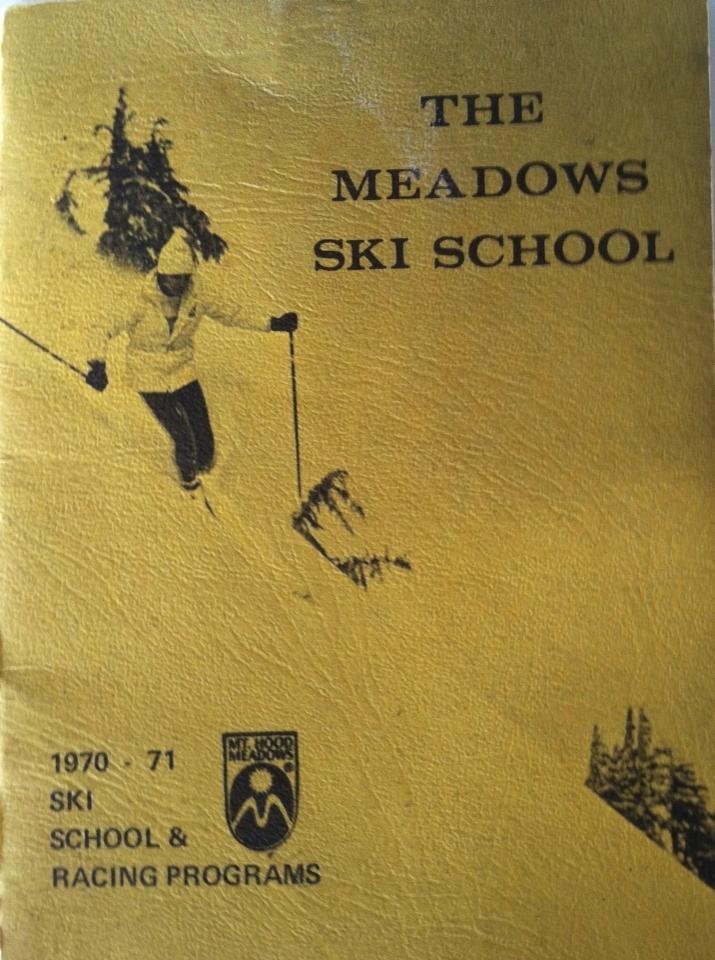 THE
MEADOWS
SKI SCHOOL
1970 - 71
SKI
SCHOOL &
RACING PROGRAMS
MT. HOOD
MEADOWS
®